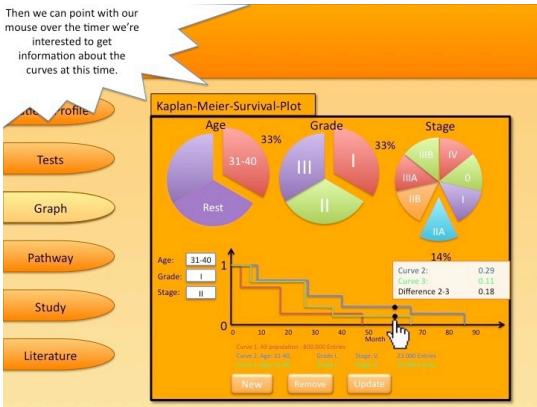 Then we can point with our
mouse over the timer we're
interested to get
information about the
curves at this time.
Profile
Tests
Graph
Pathway
Study
Literature
Kaplan-Meier-Survival-Plot
Age
Grade
Stage
33%
33%
31-40
Rest
III
I
II
IIIB
IV
IIIA
0
IIB
I
IIA
14%
Age: 31-40
Grade: I
Stage: II
1
0
Curve 2: 0.29
Curve 3: 0.11
Difference 2-3 0.18
0 10 20 30 40 50 70 80 90
Month
Curve 1: All population - 800.000 Entries
Curve 2: Age: 31-40, Grade I, Stage: V, 23.000 Entries
New
Remove
Update